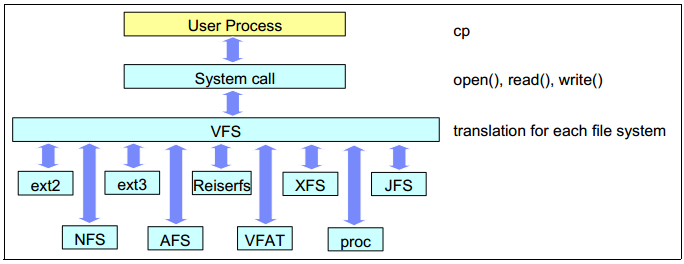 User Process
cp
System call
open(), read(), write()
VFS
translation for each file system
ext2
ext3
Reiserfs
XFS
JFS
NFS
AFS
VFAT
proc